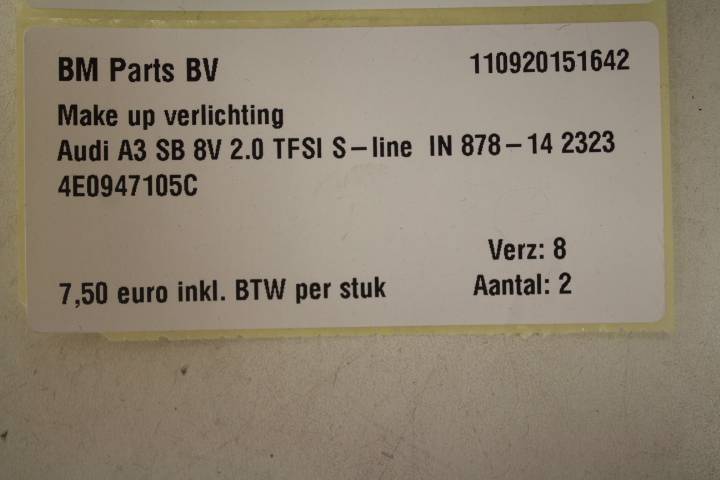 BM Parts BV 110920151642
Make up verlichting
Audi A3 SB 8V 2.0 TFSI S-line IN 878-14 2323
4E0947105C
Verz: 8
7,50 euro inkl. BTW per stuk Aantal: 2